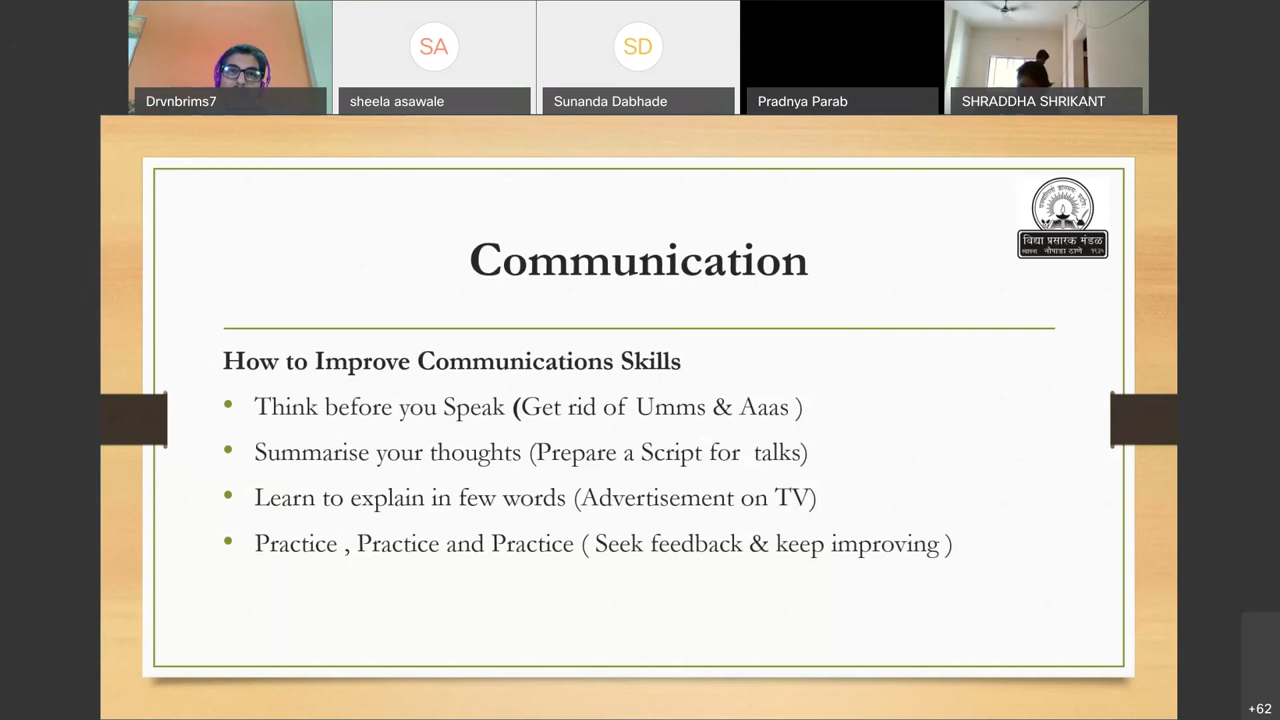 SA
SD
Drvnbrims7
sheela asawale
Sunanda Dabhade
Pradnya Parab
SHRADDHA SHRIKANT
विद्या प्रसारक मंडळ
नौपाडा ठाणे
Communication
How to Improve Communications Skills
• Think before you Speak (Get rid of Umms & Aaas )
• Summarise your thoughts (Prepare a Script for talks)
• Learn to explain in few words (Advertisement on TV)
• Practice , Practice and Practice ( Seek feedback & keep improving )
+62